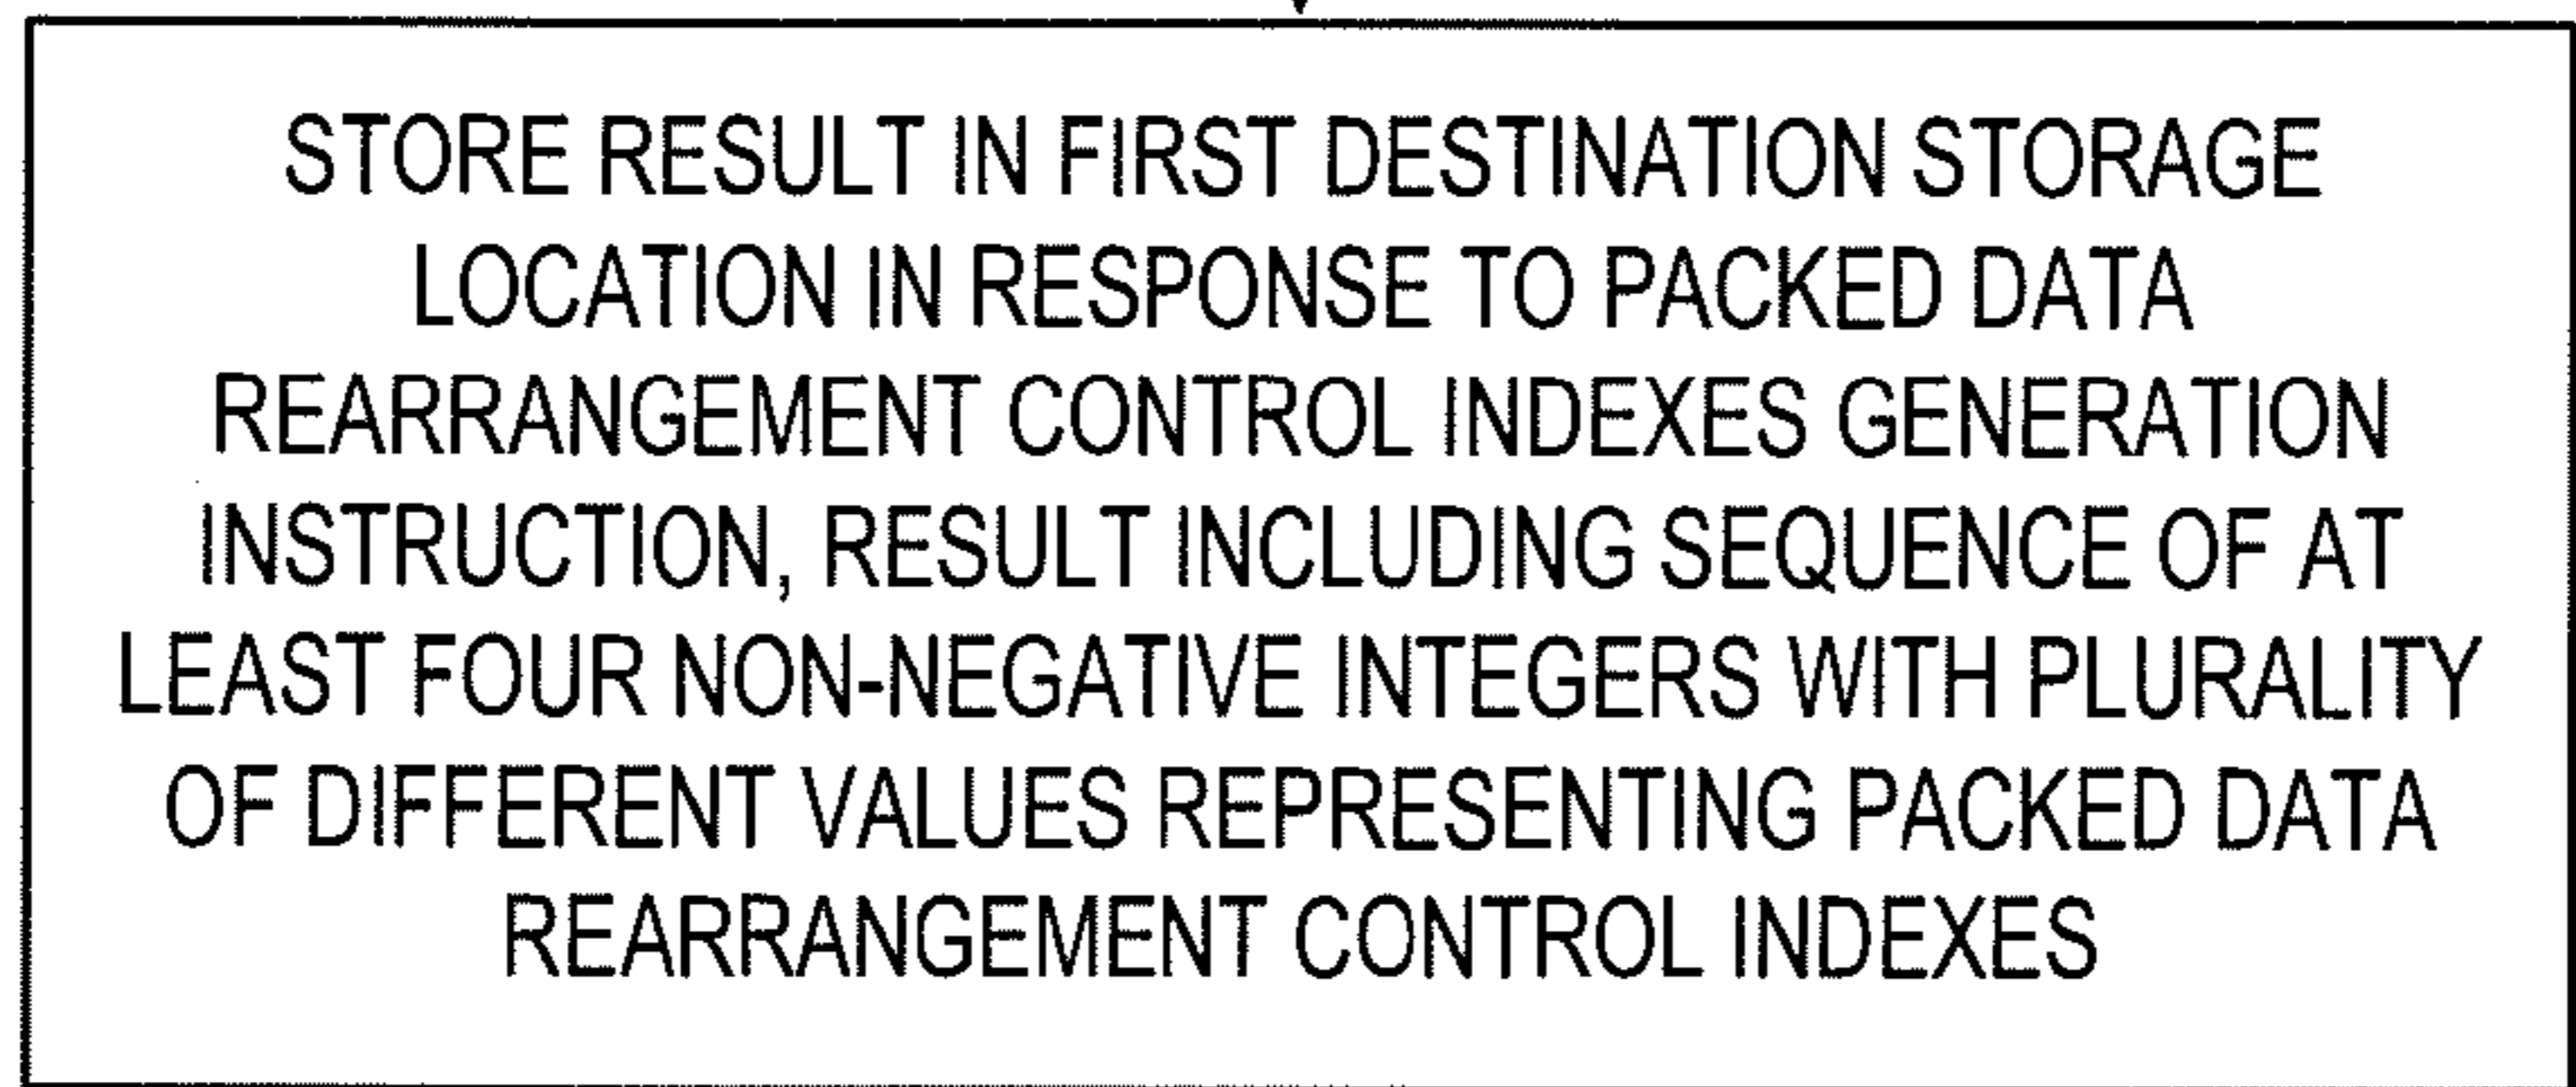 STORE RESULT IN FIRST DESTINATION STORAGE
LOCATION IN RESPONSE TO PACKED DATA
REARRANGEMENT CONTROL INDEXES GENERATION
INSTRUCTION, RESULT INCLUDING SEQUENCE OF AT
LEAST FOUR NON-NEGATIVE INTEGERS WITH PLURALITY
OF DIFFERENT VALUES REPRESENTING PACKED DATA
REARRANGEMENT CONTROL INDEXES